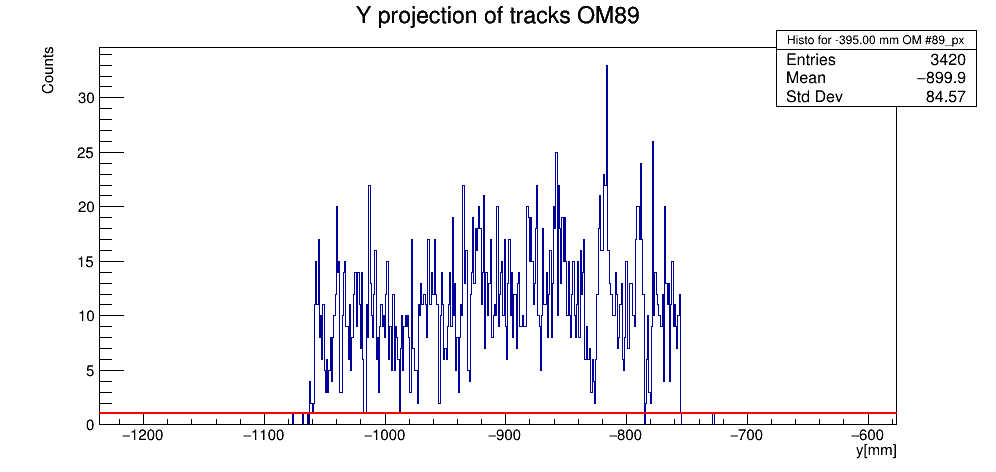 Y projection of tracks OM89
Histo for -395.00 mm OM #89_px
Entries 3420
Mean −899.9
Std Dev 84.57
Counts
30
25
20
15
10
5
0
−1200 −1100 −1000 −900 −800 −700 −600
y[mm]